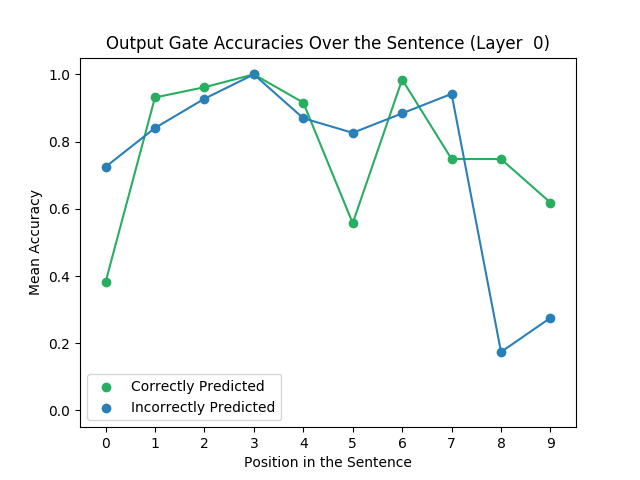 Output Gate Accuracies Over the Sentence (Layer  0)
1.0
0.8
0.6
0.4
0.2
0.0
Mean Accuracy
Correctly Predicted
Incorrectly Predicted
0 1 2 3 4 5 6 7 8 9
Position in the Sentence